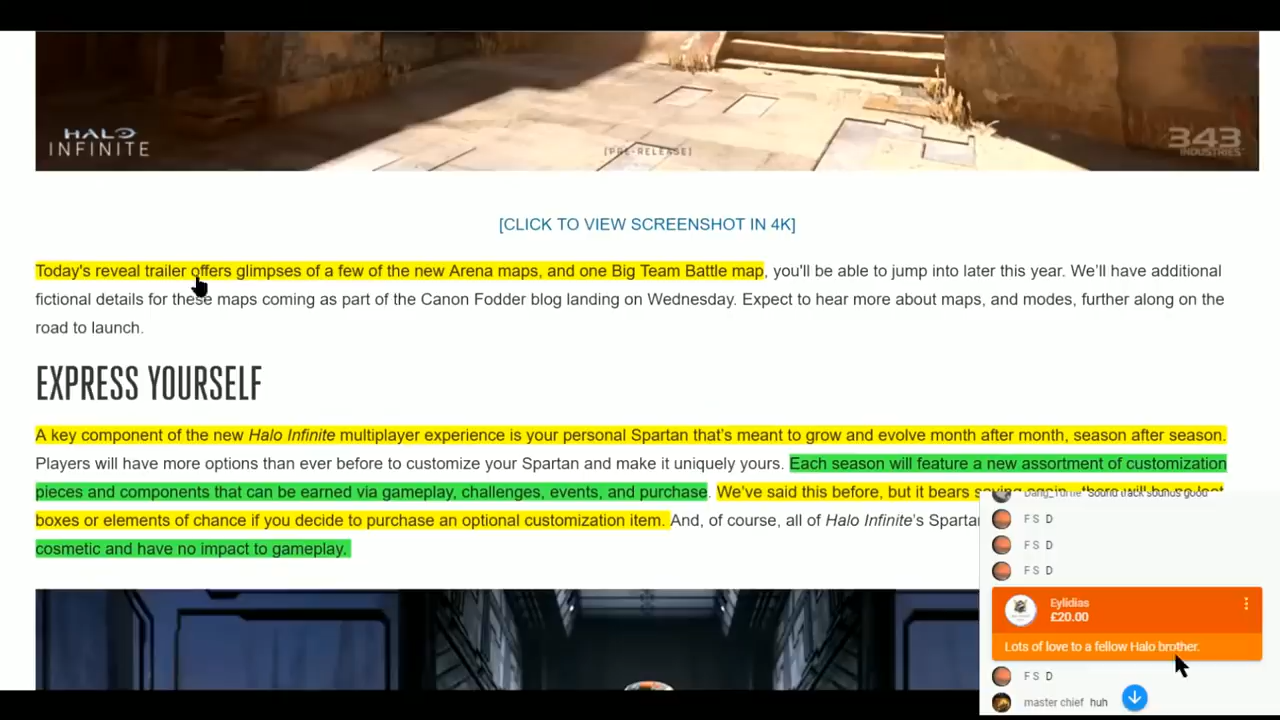 HALO
INFINITE
[PRE-RELEASE]
343
INDUSTRIES
[CLICK TO VIEW SCREENSHOT IN 4K]
Today's reveal trailer offers glimpses of a few of the new Arena maps, and one Big Team Battle map, you'll be able to jump into later this year. We'll have additional
fictional details for these maps coming as part of the Canon Fodder blog landing on Wednesday. Expect to hear more about maps, and modes, further along on the
road to launch.
EXPRESS YOURSELF
A key component of the new Halo Infinite multiplayer experience is your personal Spartan that's meant to grow and evolve month after month, season after season.
Players will have more options than ever before to customize your Spartan and make it uniquely yours. Each season will feature a new assortment of customization
pieces and components that can be earned via gameplay, challenges, events, and purchase. We've said this before, but it bears saying again, there will be no loot
boxes or elements of chance if you decide to purchase an optional customization item. And, of course, all of Halo Infinite's Spartan
cosmetic and have no impact to gameplay.
Dang_Turtle Sound track sounds good
F S D
F S D
F S D
Eylidias
£20.00
Lots of love to a fellow Halo brother.
F S D
master chief huh